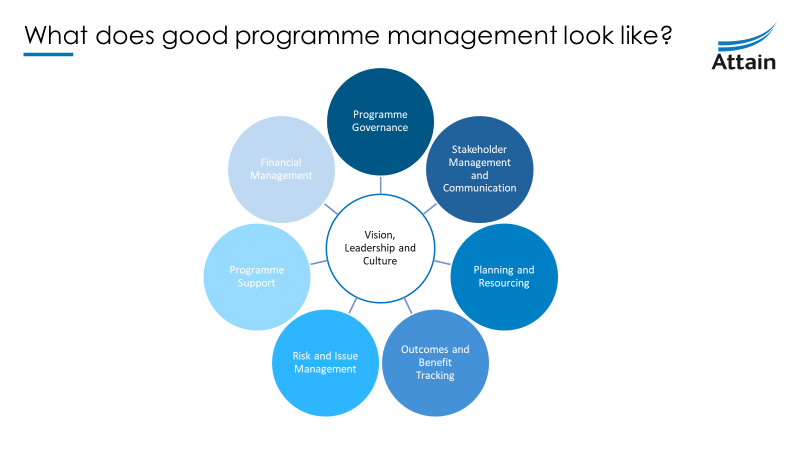 What does good programme management look like?
Attain
Programme
Governance
Stakeholder
Management
and
Communication
Planning and
Resourcing
Outcomes and
Benefit
Tracking
Risk and Issue
Management
Programme
Support
Financial
Management
Vision,
Leadership and
Culture